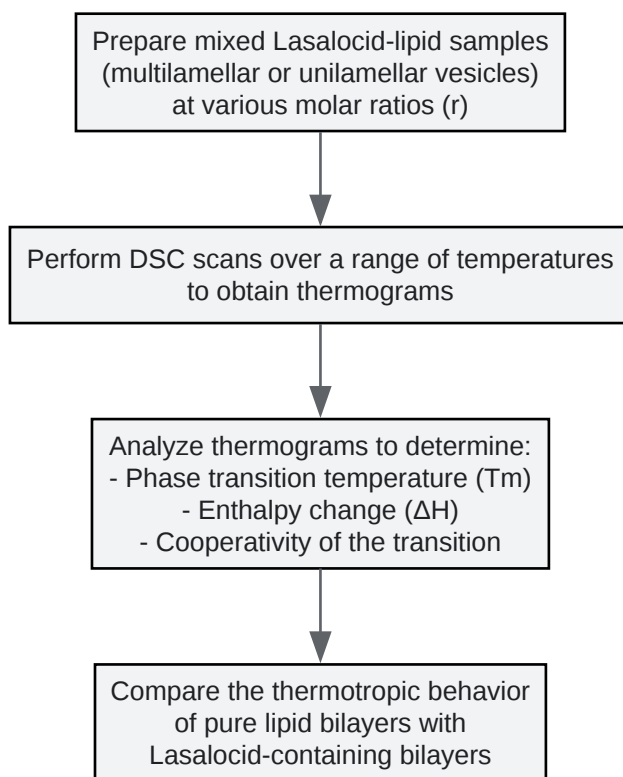 Prepare mixed Lasalocid-lipid samples
(multilamellar or unilamellar vesicles)
at various molar ratios (r)
Perform DSC scans over a range of temperatures
to obtain thermograms
Analyze thermograms to determine:
- Phase transition temperature (Tm)
- Enthalpy change (ΔH)
- Cooperativity of the transition
Compare the thermotropic behavior
of pure lipid bilayers with
Lasalocid-containing bilayers